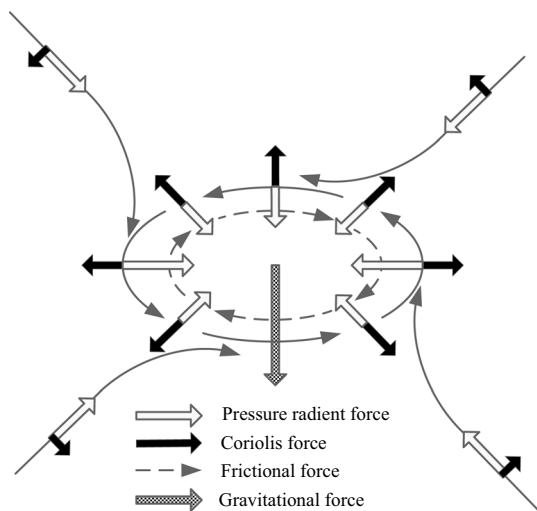 Pressure radient force
Coriolis force
Frictional force
Gravitational force